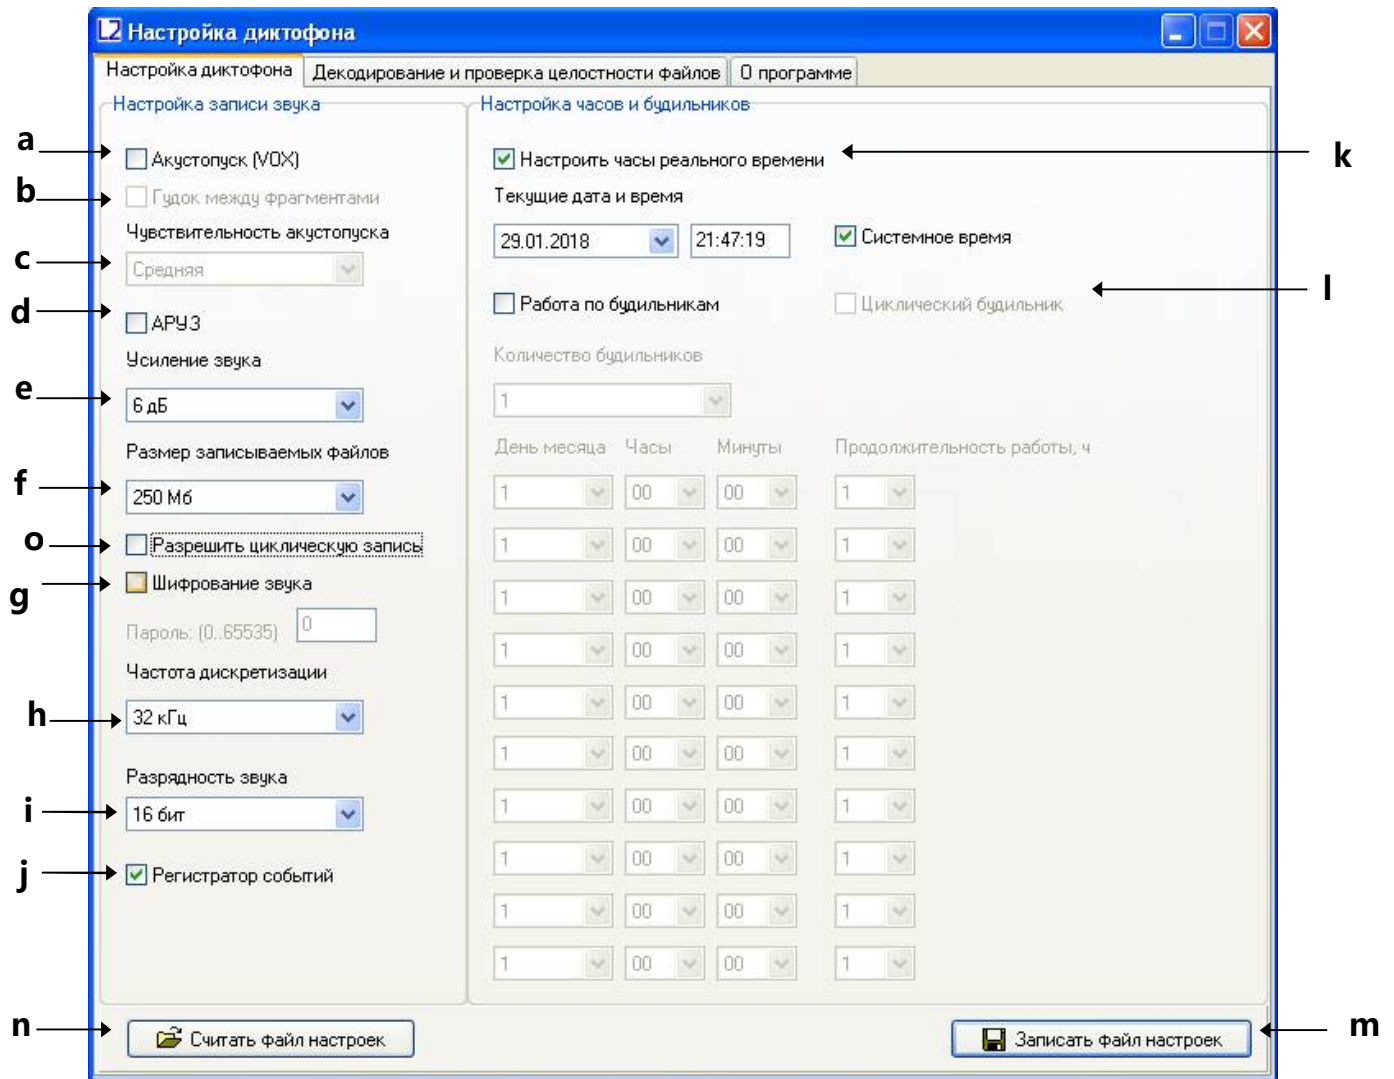 L2 Настройка диктофона
Настройка диктофона Декодирование и проверка целостности файлов О программе
Настройка записи звука
a Акустопуск (VOX)
b Гудок между фрагментами
Чувствительность акустопуска
c Средняя
d АРУЗ
Усиление звука
e 6 дБ
Размер записываемых файлов
f 250 Мб
o Разрешить циклическую запись
g Шифрование звука
Пароль: (0..65535) 0
Частота дискретизации
h 32 кГц
Разрядность звука
i 16 бит
j Регистратор событий
Настройка часов и будильников
Настроить часы реального времени k
Текущие дата и время
29.01.2018 21:47:19 Системное время
Работа по будильникам Циклический будильник l
Количество будильников
1
День месяца Часы Минуты Продолжительность работы, ч
1 00 00 1
1 00 00 1
1 00 00 1
1 00 00 1
1 00 00 1
1 00 00 1
1 00 00 1
1 00 00 1
1 00 00 1
1 00 00 1
n Считать файл настроек
Записать файл настроек m